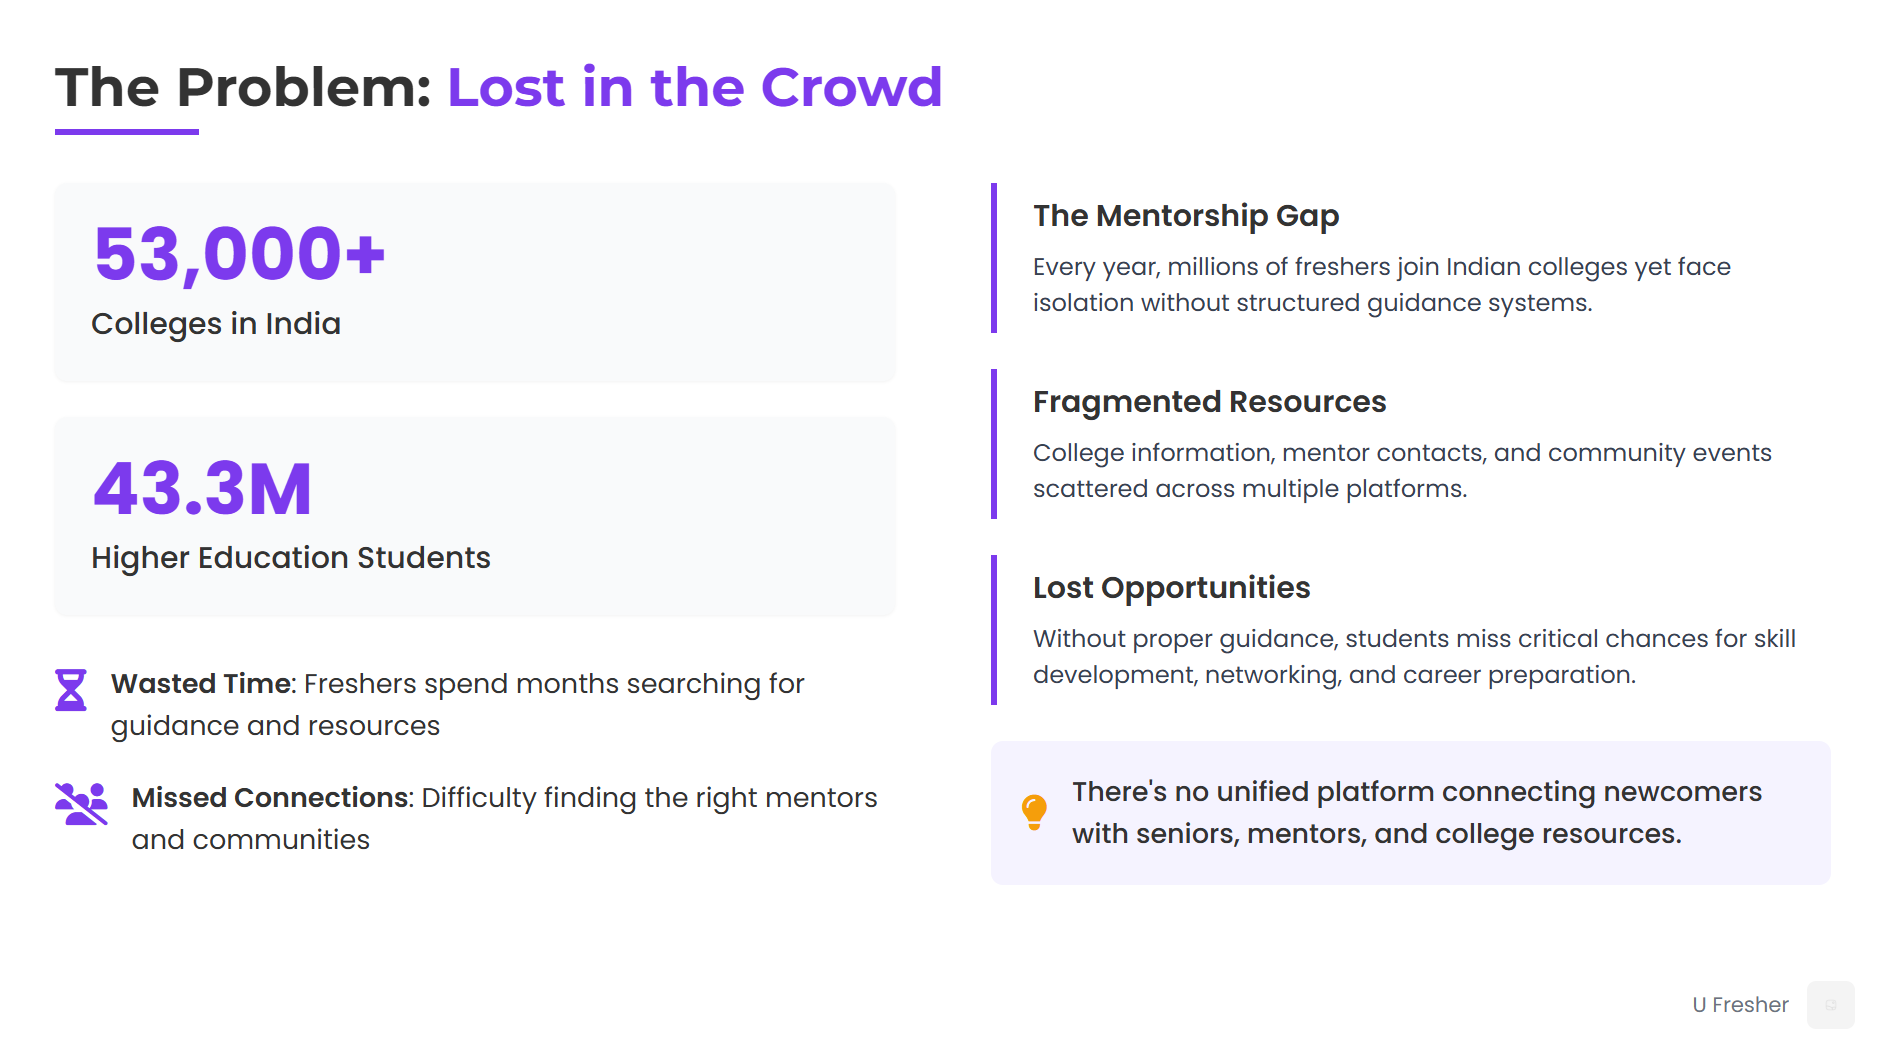 The Problem: Lost in the Crowd
53,000+
Colleges in India
43.3M
Higher Education Students
Wasted Time: Freshers spend months searching for
guidance and resources
Missed Connections: Difficulty finding the right mentors
and communities
The Mentorship Gap
Every year, millions of freshers join Indian colleges yet face
isolation without structured guidance systems.
Fragmented Resources
College information, mentor contacts, and community events
scattered across multiple platforms.
Lost Opportunities
Without proper guidance, students miss critical chances for skill
development, networking, and career preparation.
There's no unified platform connecting newcomers
with seniors, mentors, and college resources.
U Fresher